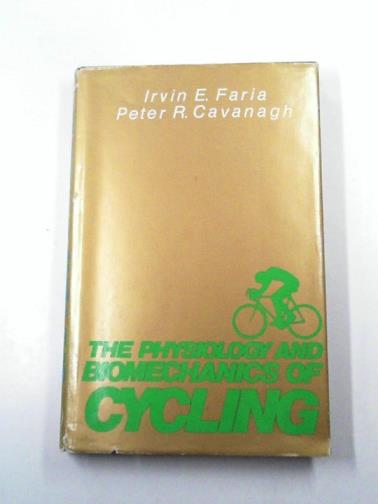 Irvin E. Faria
Peter R. Cavanagh
THE PHYSIOLOGY AND
BIOMECHANICS OF
CYCLING